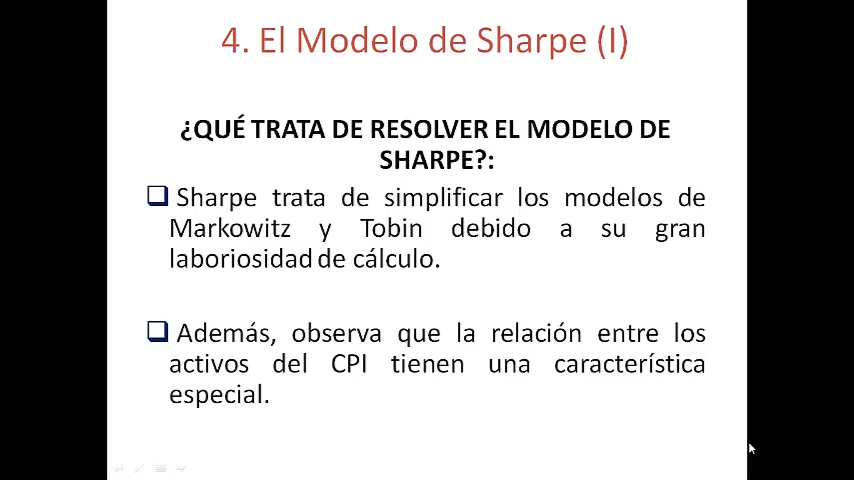 4. El Modelo de Sharpe (I)
¿QUÉ TRATA DE RESOLVER EL MODELO DE
SHARPE?:
Sharpe trata de simplificar los modelos de
Markowitz y Tobin debido a su gran
laboriosidad de cálculo.
Además, observa que la relación entre los
activos del CPI tienen una característica
especial.